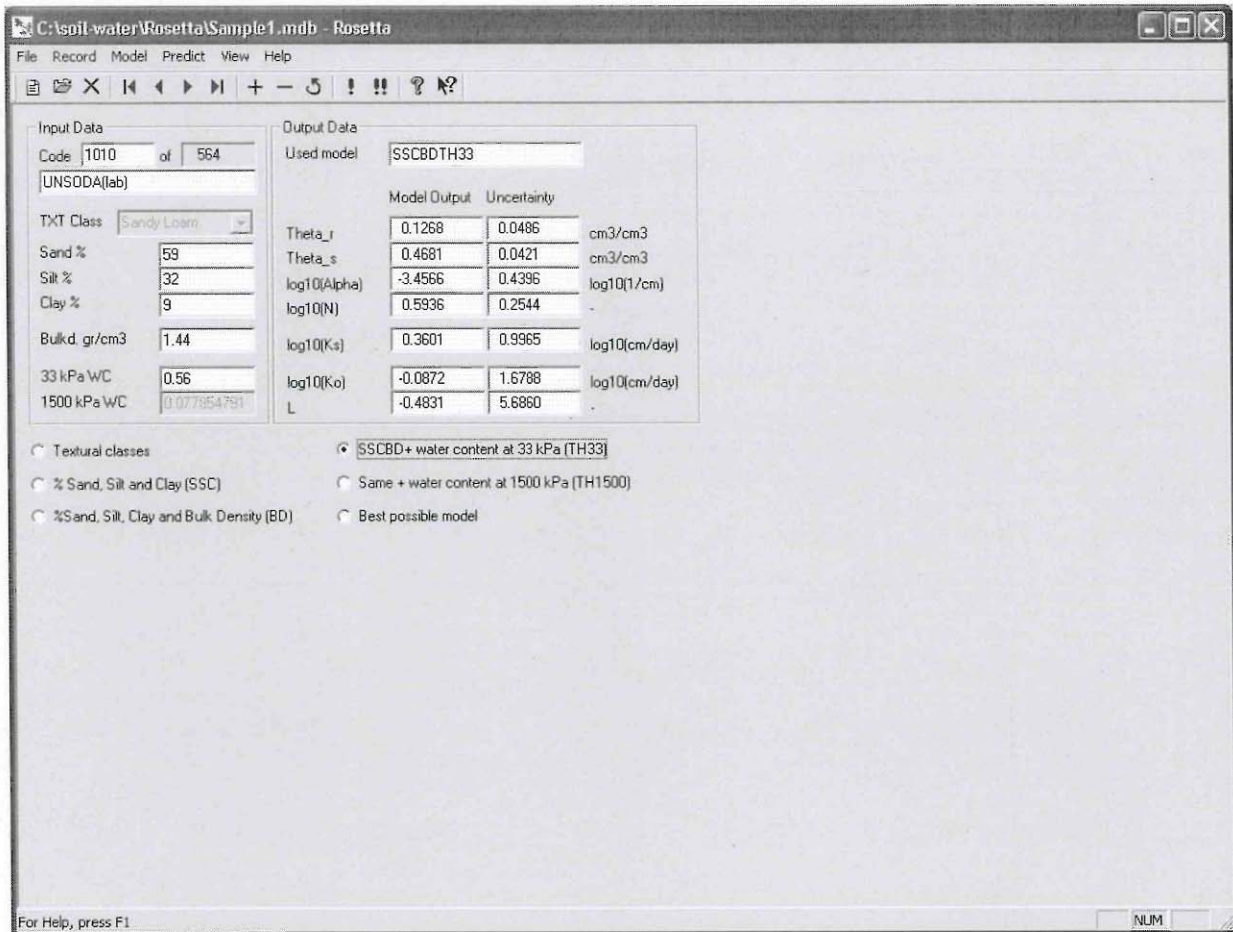 C:\soil-water\Rosetta\Sample1.mdb - Rosetta
File Record Model Predict View Help
Input Data
Code 1010 of 564
UNSODA(lab)
TXT Class Sandy Loam
Sand % 59
Silt % 32
Clay % 9
Bulkd. gr/cm3 1.44
33 kPa WC 0.56
1500 kPa WC 0.077854791
Output Data
Used model SSCBDTH33
Model Output Uncertainty
Theta_r 0.1268 0.0486 cm3/cm3
Theta_s 0.4681 0.0421 cm3/cm3
log10(Alpha) -3.4566 0.4396 log10(1/cm)
log10(N) 0.5936 0.2544 -
log10(Ks) 0.3601 0.9965 log10(cm/day)
log10(Ko) -0.0872 1.6788 log10(cm/day)
L -0.4831 5.6860 -
Textural classes
% Sand, Silt and Clay (SSC)
%Sand, Silt, Clay and Bulk Density (BD)
SSCBD+ water content at 33 kPa (TH33)
Same + water content at 1500 kPa (TH1500)
Best possible model
For Help, press F1
NUM